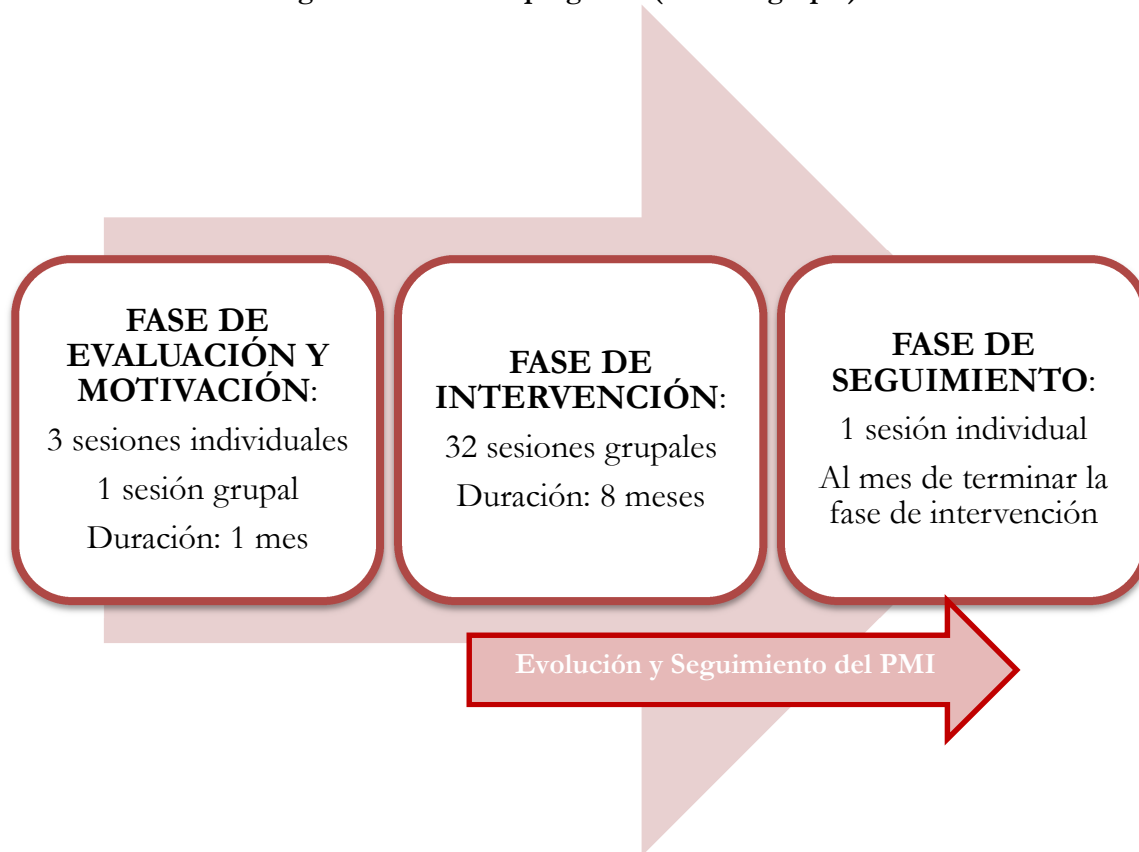 FASE DE
EVALUACIÓN Y
MOTIVACIÓN:
3 sesiones individuales
1 sesión grupal
Duración: 1 mes
FASE DE
INTERVENCIÓN:
32 sesiones grupales
Duración: 8 meses
FASE DE
SEGUIMIENTO:
1 sesión individual
Al mes de terminar la
fase de intervención
Evolución y Seguimiento del PMI